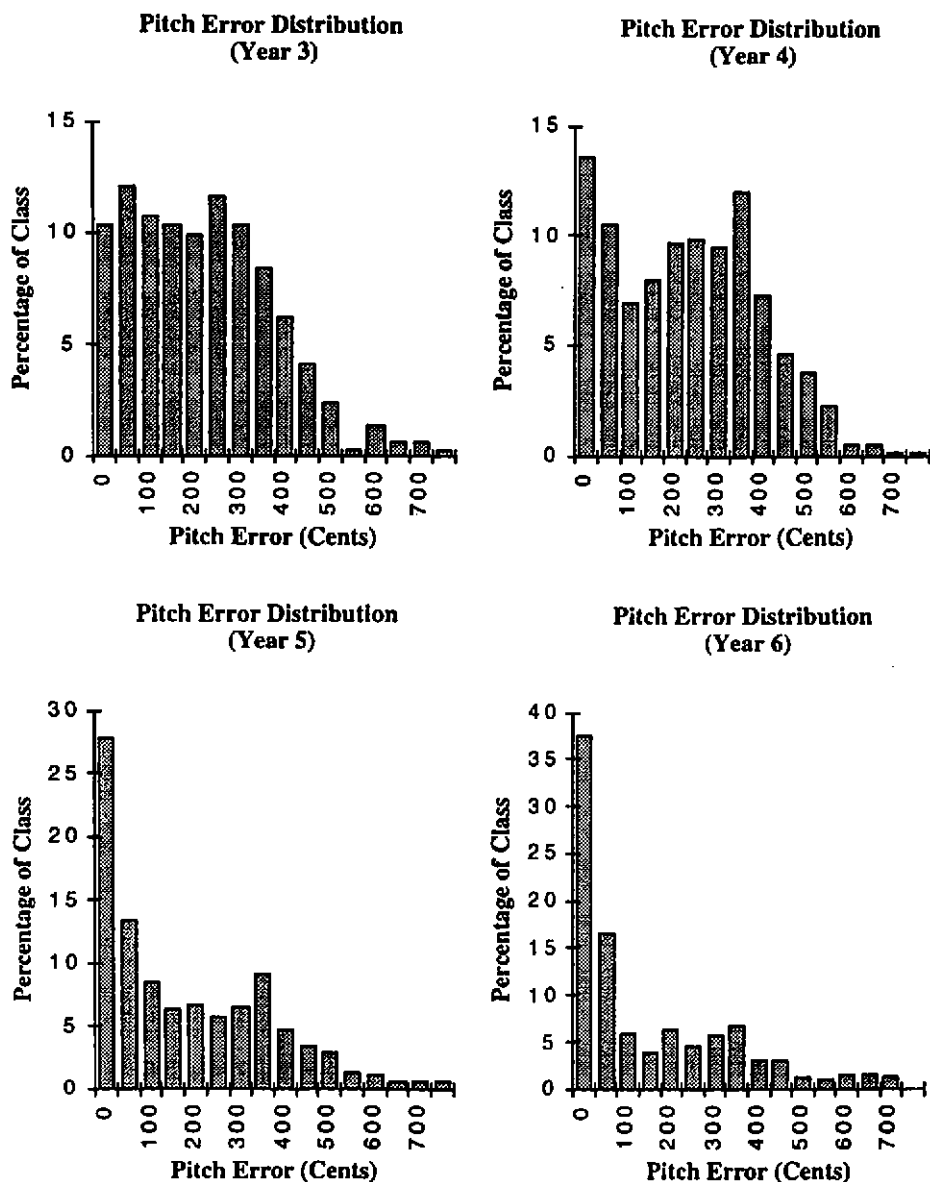 Pitch Error Distribution
(Year 3)
Percentage of Class
15
10
5
0
0 100 200 300 400 500 600 700
Pitch Error (Cents)
Pitch Error Distribution
(Year 4)
Percentage of Class
15
10
5
0
0 100 200 300 400 500 600 700
Pitch Error (Cents)
Pitch Error Distribution
(Year 5)
Percentage of Class
30
25
20
15
10
5
0
0 100 200 300 400 500 600 700
Pitch Error (Cents)
Pitch Error Distribution
(Year 6)
Percentage of Class
40
35
30
25
20
15
10
5
0
0 100 200 300 400 500 600 700
Pitch Error (Cents)